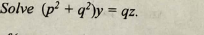 Solve (p² + q²)y = qz.